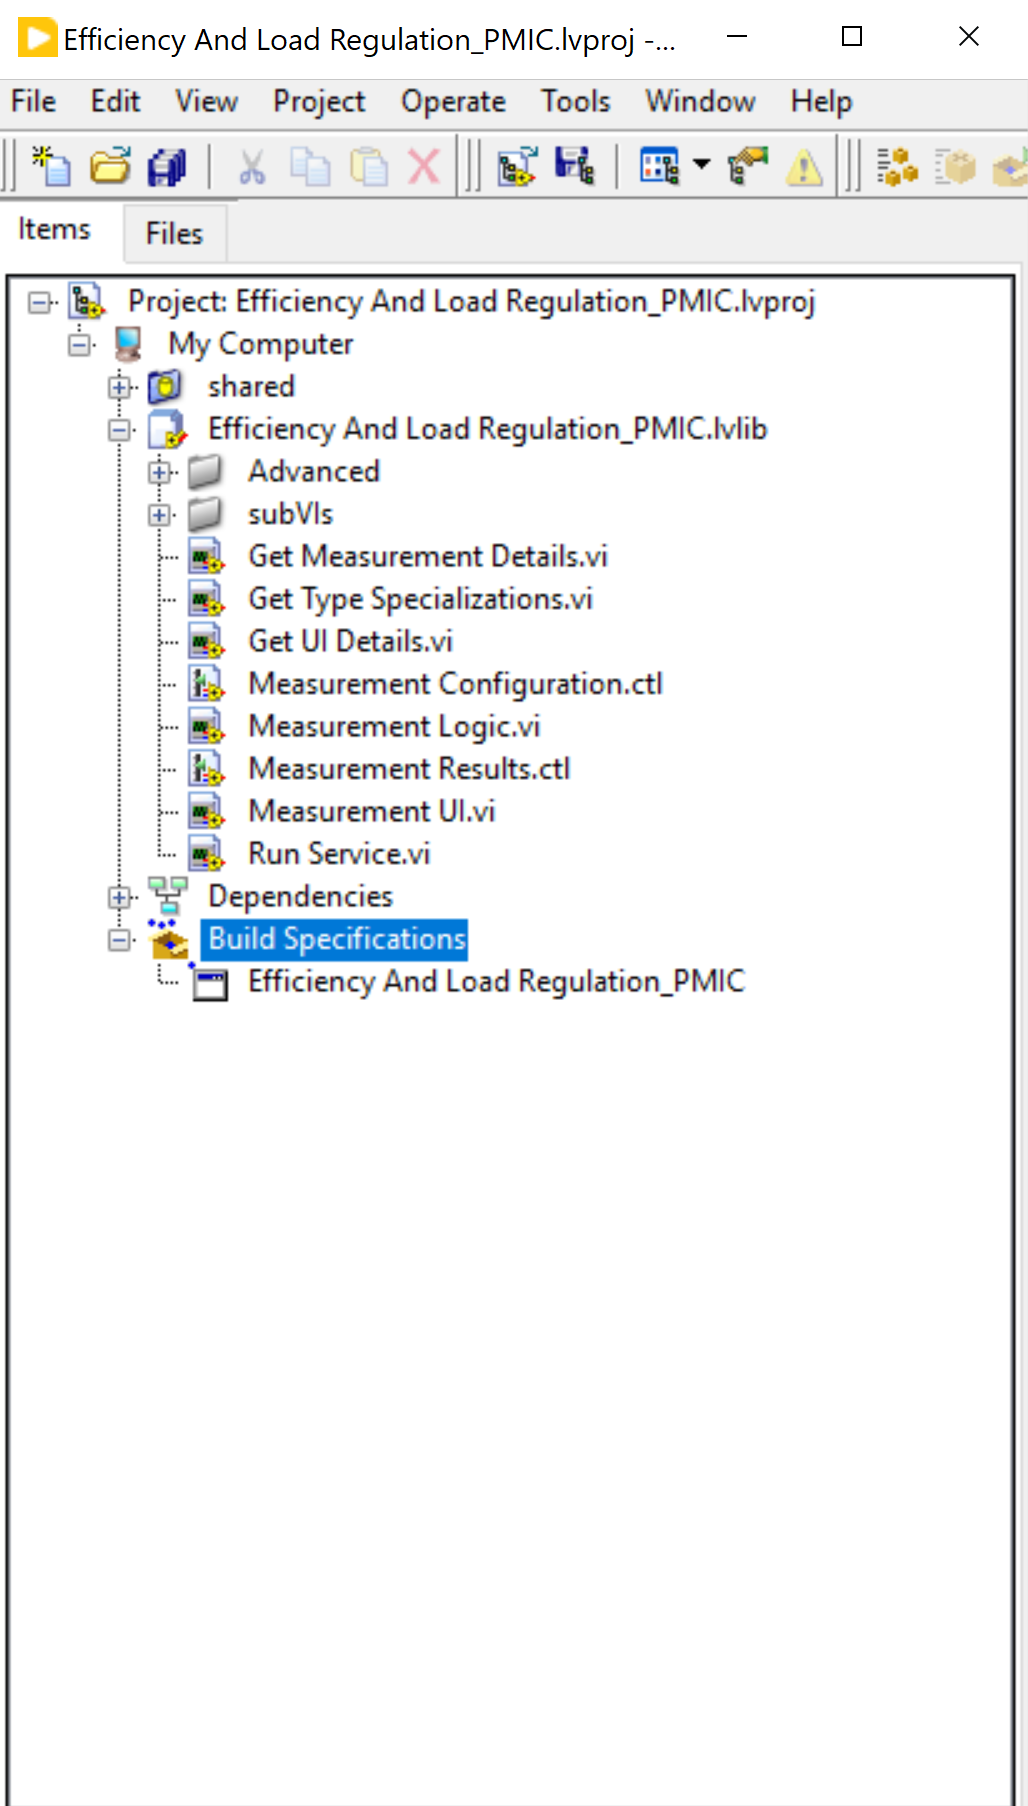 Efficiency And Load Regulation_PMIC.lvproj -...
File Edit View Project Operate Tools Window Help
Items Files
Project: Efficiency And Load Regulation_PMIC.lvproj
My Computer
shared
Efficiency And Load Regulation_PMIC.lvlib
Advanced
subVIs
Get Measurement Details.vi
Get Type Specializations.vi
Get UI Details.vi
Measurement Configuration.ctl
Measurement Logic.vi
Measurement Results.ctl
Measurement UI.vi
Run Service.vi
Dependencies
Build Specifications
Efficiency And Load Regulation_PMIC